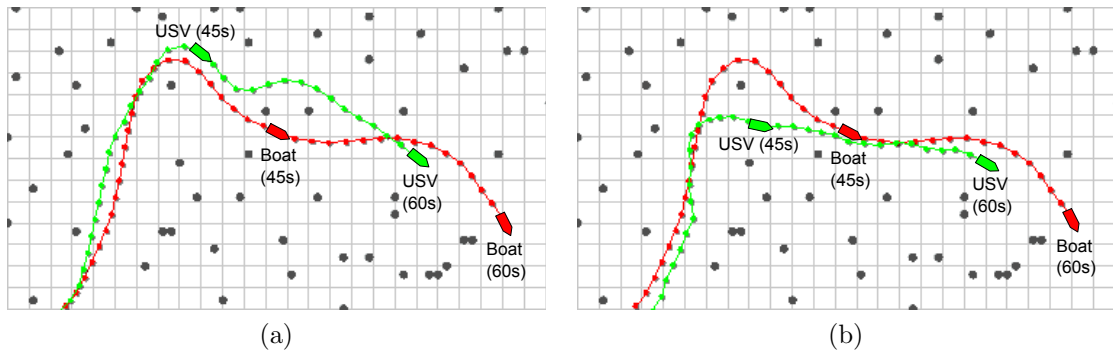 USV (45s)
Boat
(45s)
USV
(60s)
Boat
(60s)
(a)
USV (45s)
Boat
(45s)
USV
(60s)
Boat
(60s)
(b)